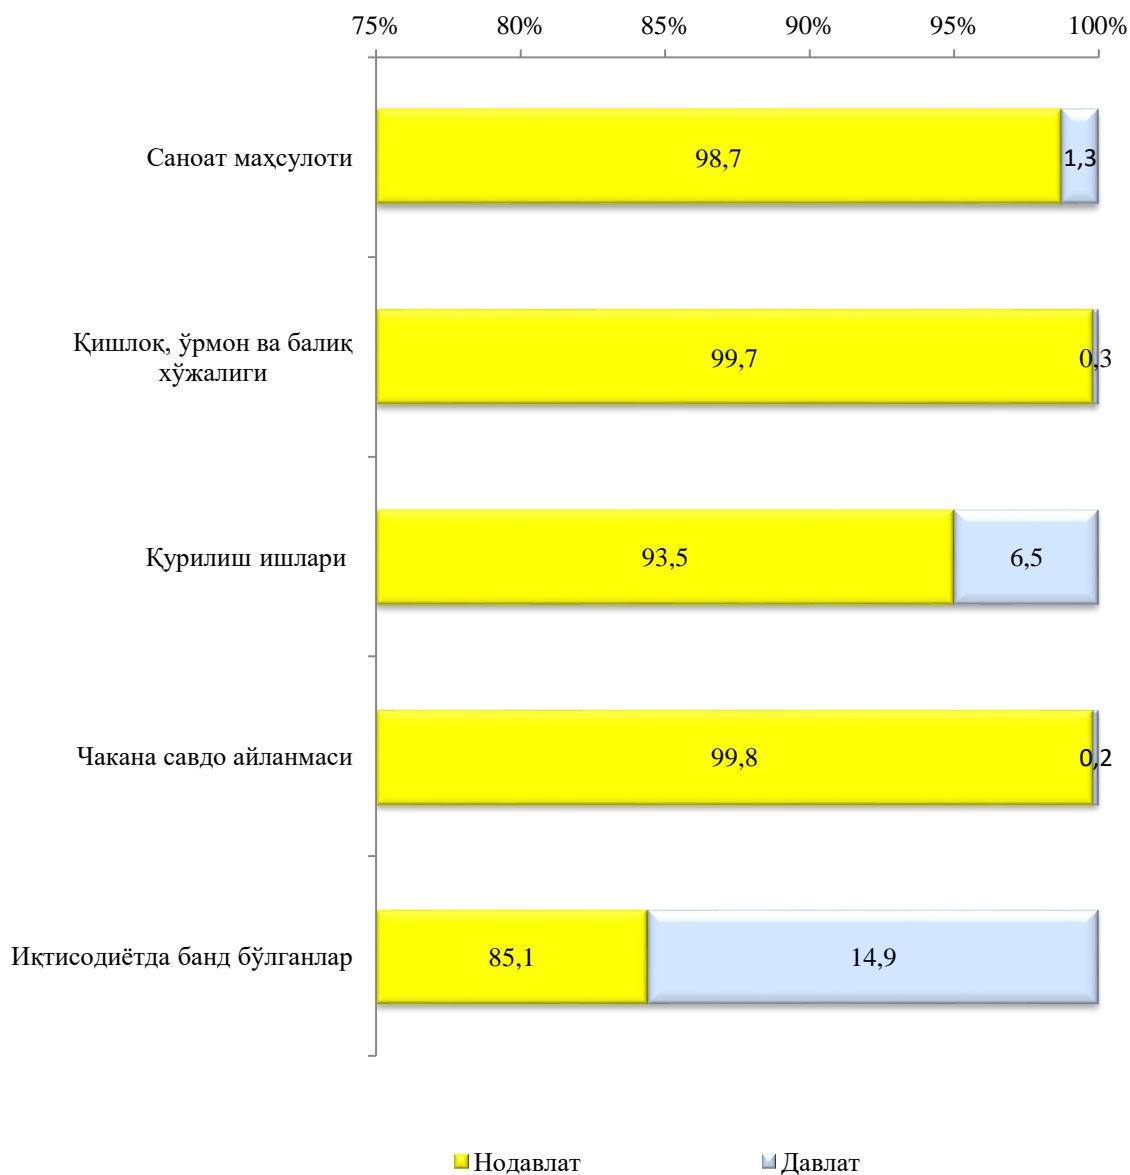 75% 80% 85% 90% 95% 100%
Саноат маҳсулоти 98,7 1,3
Қишлоқ, ўрмон ва балиқ
хўжалиги 99,7 0,3
Қурилиш ишлари 93,5 6,5
Чакана савдо айланмаси 99,8 0,2
Иқтисодиётда банд бўлганлар 85,1 14,9
Нодавлат Давлат